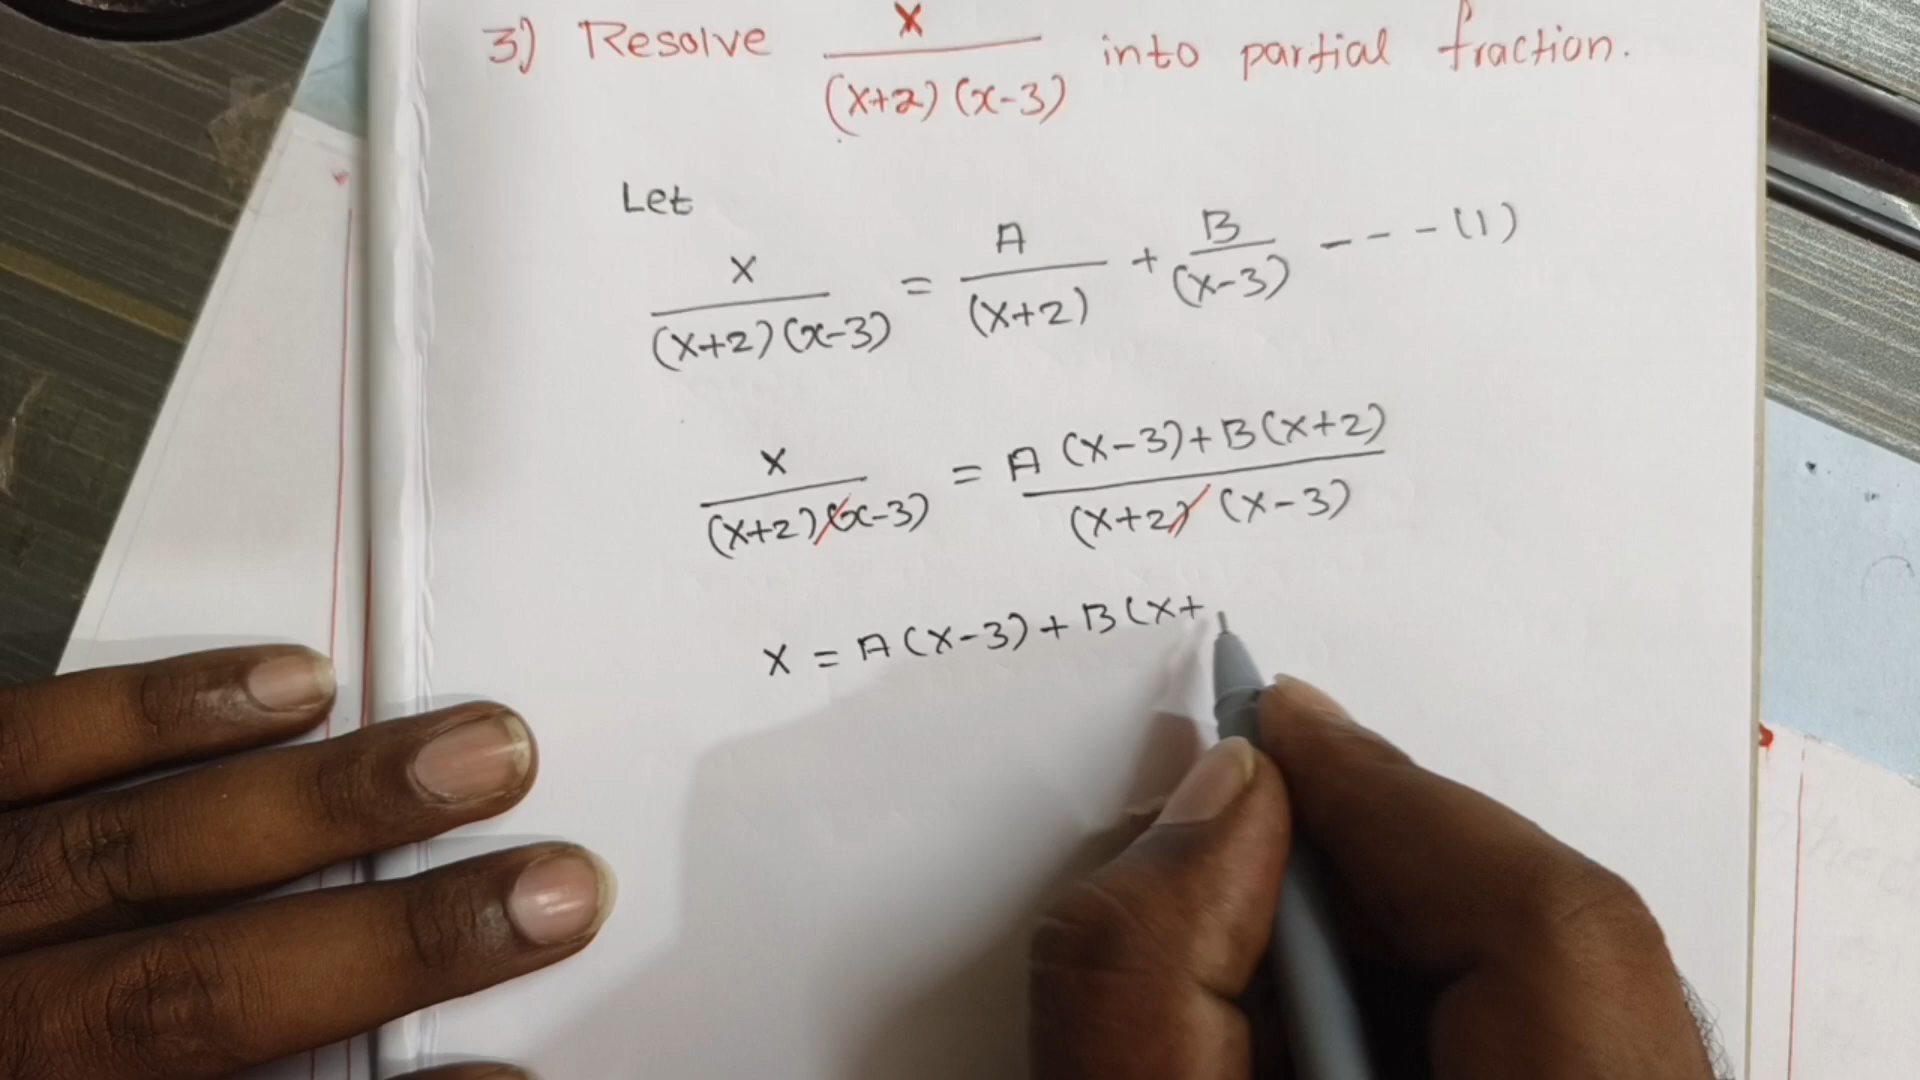 3) Resolve x/((x+2)(x-3)) into partial fraction.
Let
x/((x+2)(x-3)) = A/(x+2) + B/(x-3) ----(1)
x/((x+2)(x-3)) = (A(x-3)+B(x+2))/((x+2)(x-3))
x = A(x-3)+B(x+